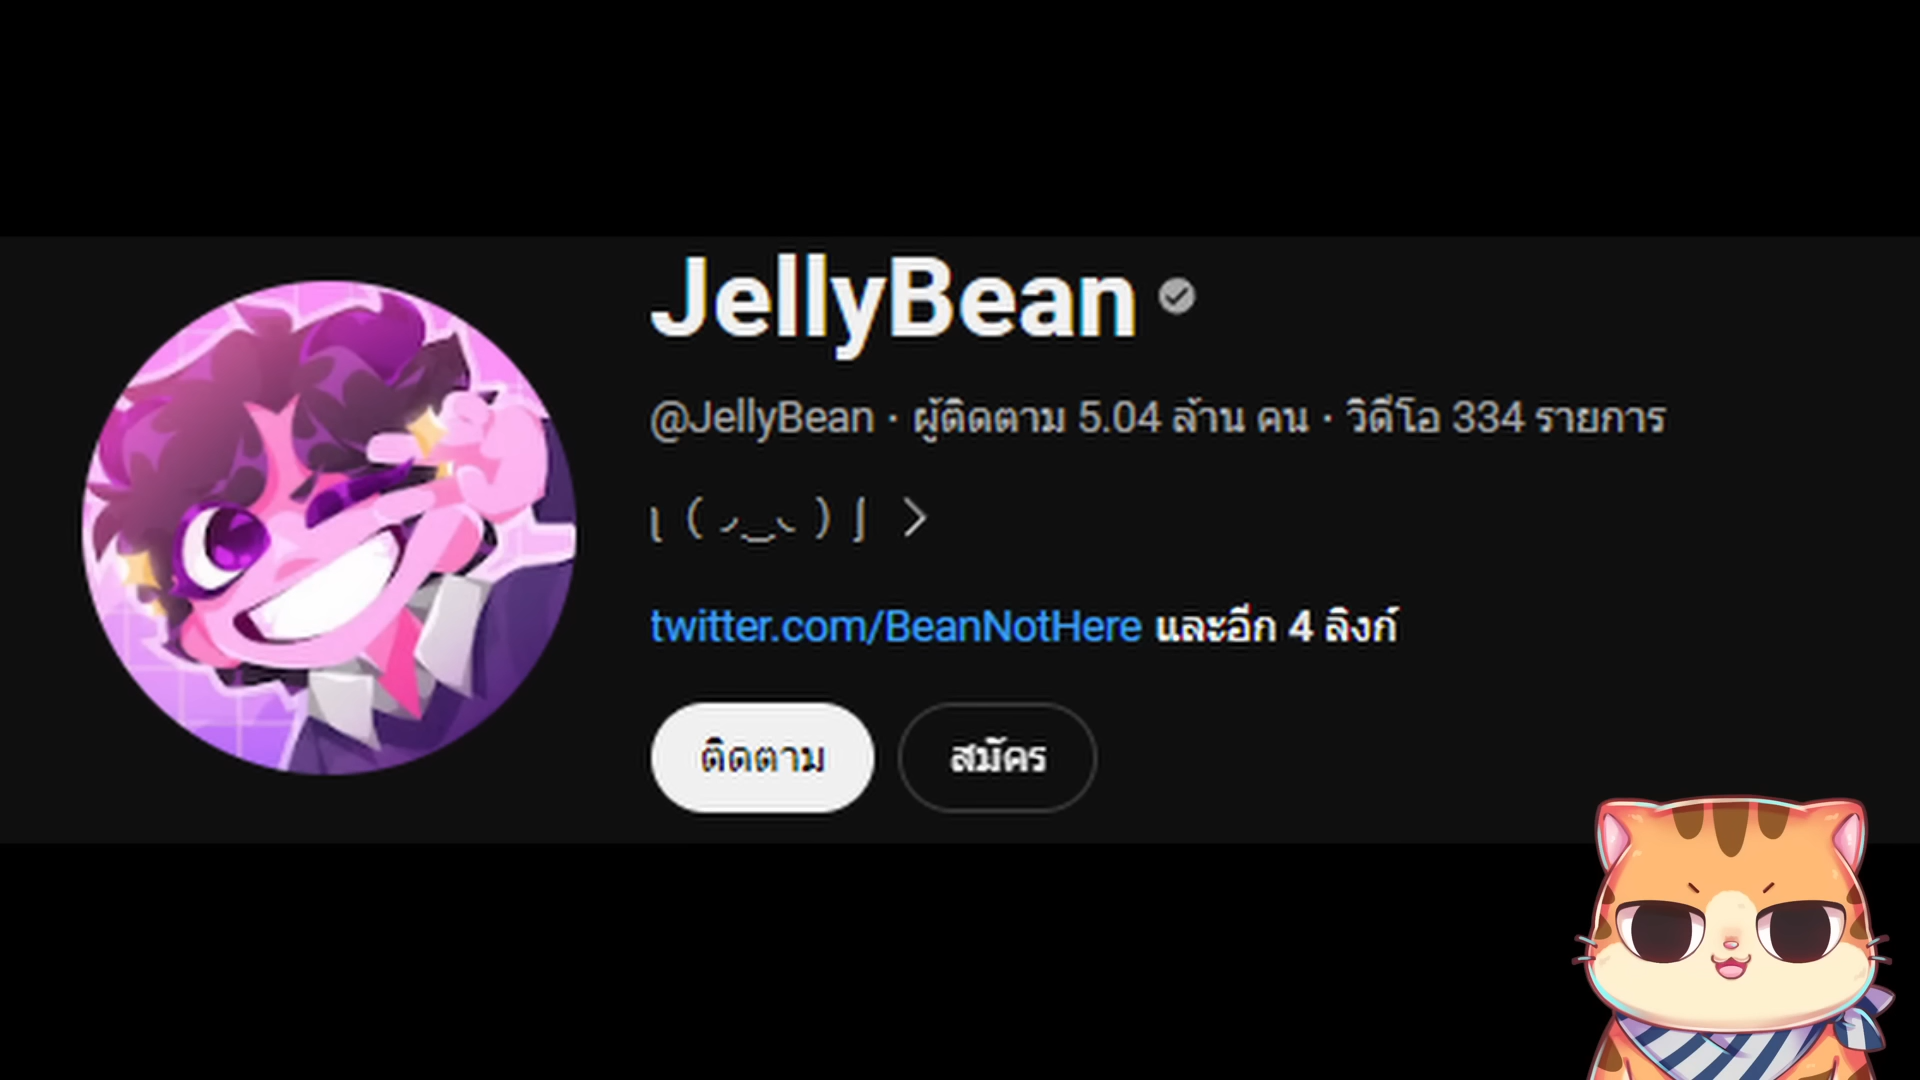 JellyBean
@JellyBean · ผู้ติดตาม 5.04 ล้าน คน · วิดีโอ 334 รายการ
ʅ ( ◞‿◟ ) ʃ >
twitter.com/BeanNotHere และอีก 4 ลิงก์
ติดตาม สมัคร